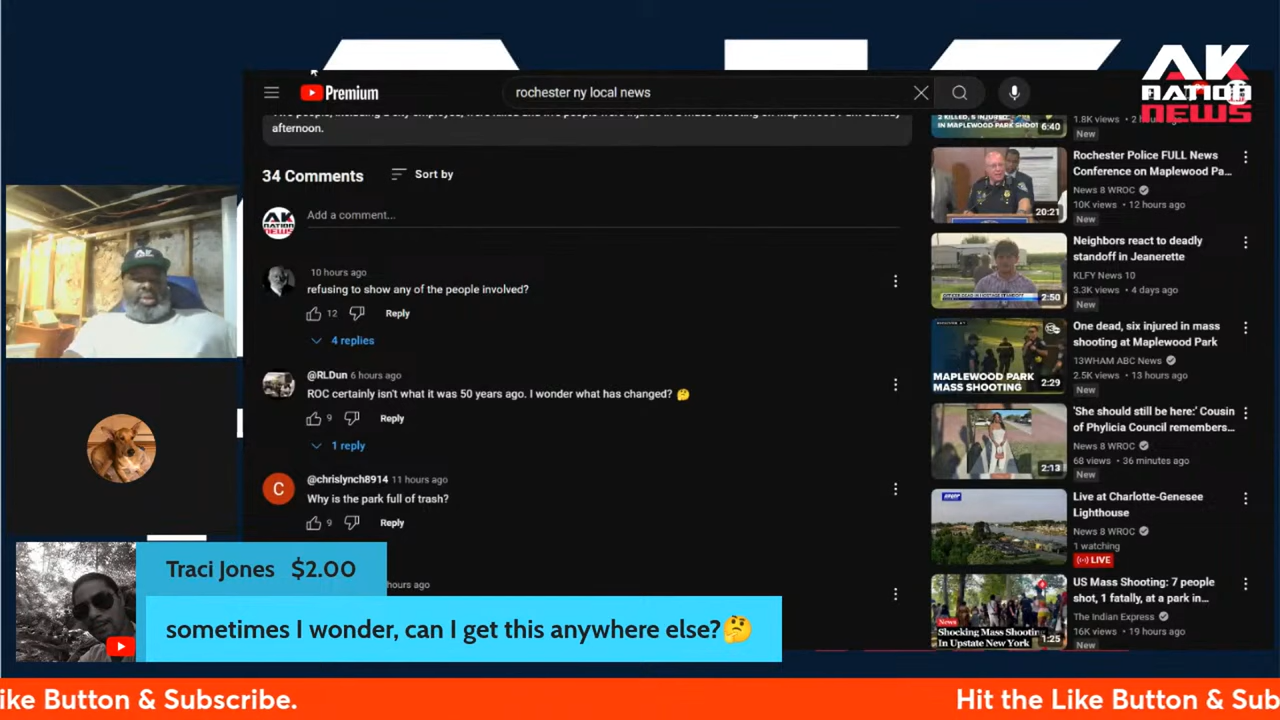 AK
NATION
NEWS
Premium
rochester ny local news
afternoon.
34 Comments
Sort by
AK
NATION
NEWS
Add a comment...
10 hours ago
refusing to show any of the people involved?
12
Reply
4 replies
@RLDun 6 hours ago
ROC certainly isn't what it was 50 years ago. I wonder what has changed? 🤔
9
Reply
1 reply
C
@chrislynch8914 11 hours ago
Why is the park full of trash?
9
Reply
hours ago
IN MAPLEWOOD PARK SHOOT
6:40
1.8K views • 2
New
20:21
Rochester Police FULL News
Conference on Maplewood Pa...
News 8 WROC
10K views • 12 hours ago
New
2:50
Neighbors react to deadly
standoff in Jeanerette
KLFY News 10
3.3K views • 4 days ago
New
MAPLEWOOD PARK
MASS SHOOTING
2:29
One dead, six injured in mass
shooting at Maplewood Park
13WHAM ABC News
2.5K views • 13 hours ago
New
2:13
'She should still be here:' Cousin
of Phylicia Council remembers...
News 8 WROC
68 views • 36 minutes ago
New
Live at Charlotte-Genesee
Lighthouse
News 8 WROC
1 watching
LIVE
News
Shocking Mass Shootin
In Upstate New York
1:25
US Mass Shooting: 7 people
shot, 1 fatally, at a park in...
The Indian Express
16K views • 19 hours ago
New
AK
Traci Jones $2.00
sometimes I wonder, can I get this anywhere else?🤔
ike Button & Subscribe.
Hit the Like Button & Sub